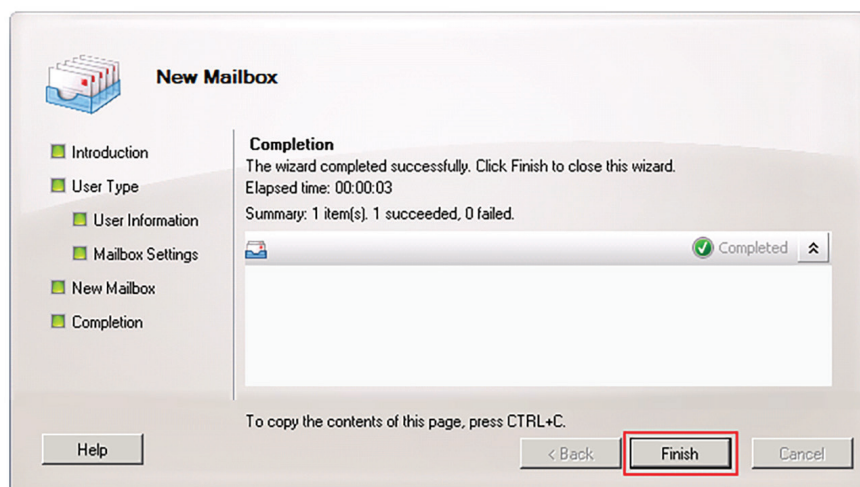 New Mailbox
Introduction
User Type
User Information
Mailbox Settings
New Mailbox
Completion
Completion
The wizard completed successfully. Click Finish to close this wizard.
Elapsed time: 00:00:03
Summary: 1 item(s). 1 succeeded, 0 failed.
Completed
To copy the contents of this page, press CTRL+C.
Help
< Back
Finish
Cancel